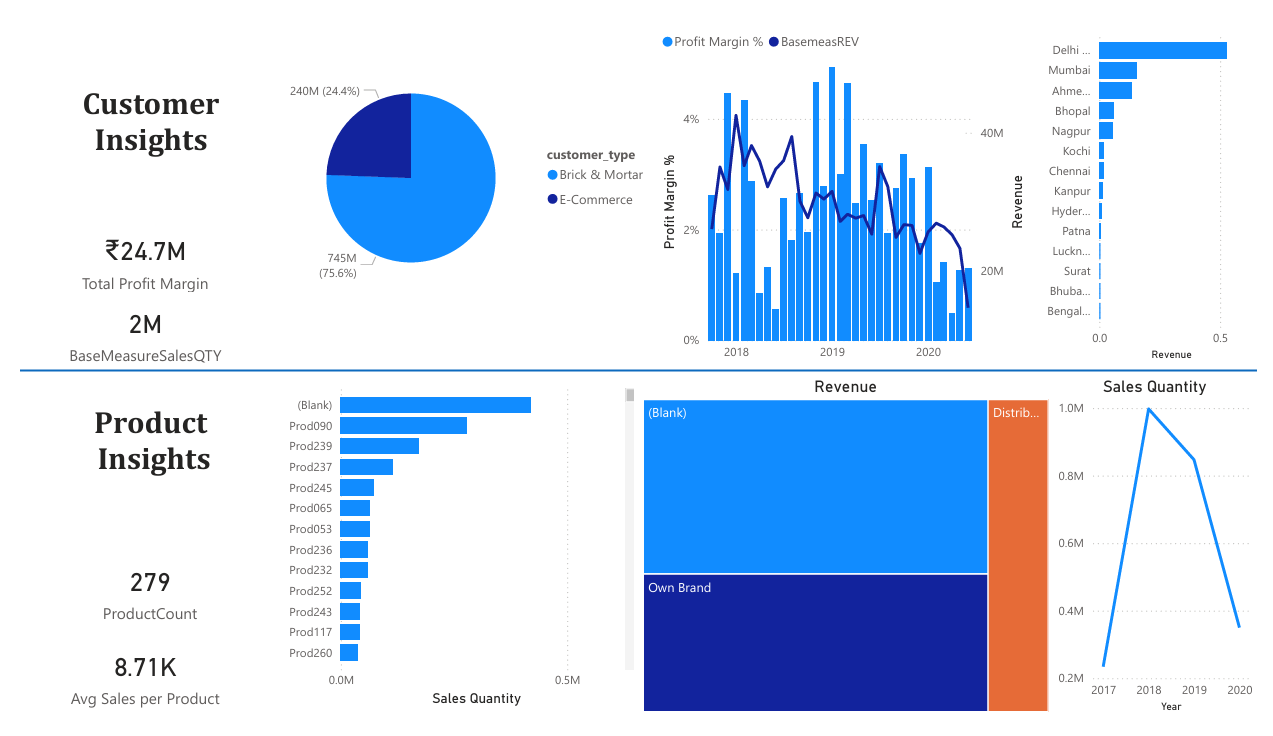 Customer
Insights
₹24.7M
Total Profit Margin
2M
BaseMeasureSalesQTY
240M (24.4%)
745M
(75.6%)
customer_type
Brick & Mortar
E-Commerce
Profit Margin %
BasemeasREV
Profit Margin %
4%
2%
0%
2018
2019
2020
40M
20M
Revenue
Delhi ...
Mumbai
Ahme...
Bhopal
Nagpur
Kochi
Chennai
Kanpur
Hyder...
Patna
Luckn...
Surat
Bhuba...
Bengal...
0.0
0.5
Revenue
Product
Insights
279
ProductCount
8.71K
Avg Sales per Product
(Blank)
Prod090
Prod239
Prod237
Prod245
Prod065
Prod053
Prod236
Prod232
Prod252
Prod243
Prod117
Prod260
0.0M
0.5M
Sales Quantity
Revenue
(Blank)
Distrib...
Own Brand
Sales Quantity
1.0M
0.8M
0.6M
0.4M
0.2M
2017
2018
2019
2020
Year